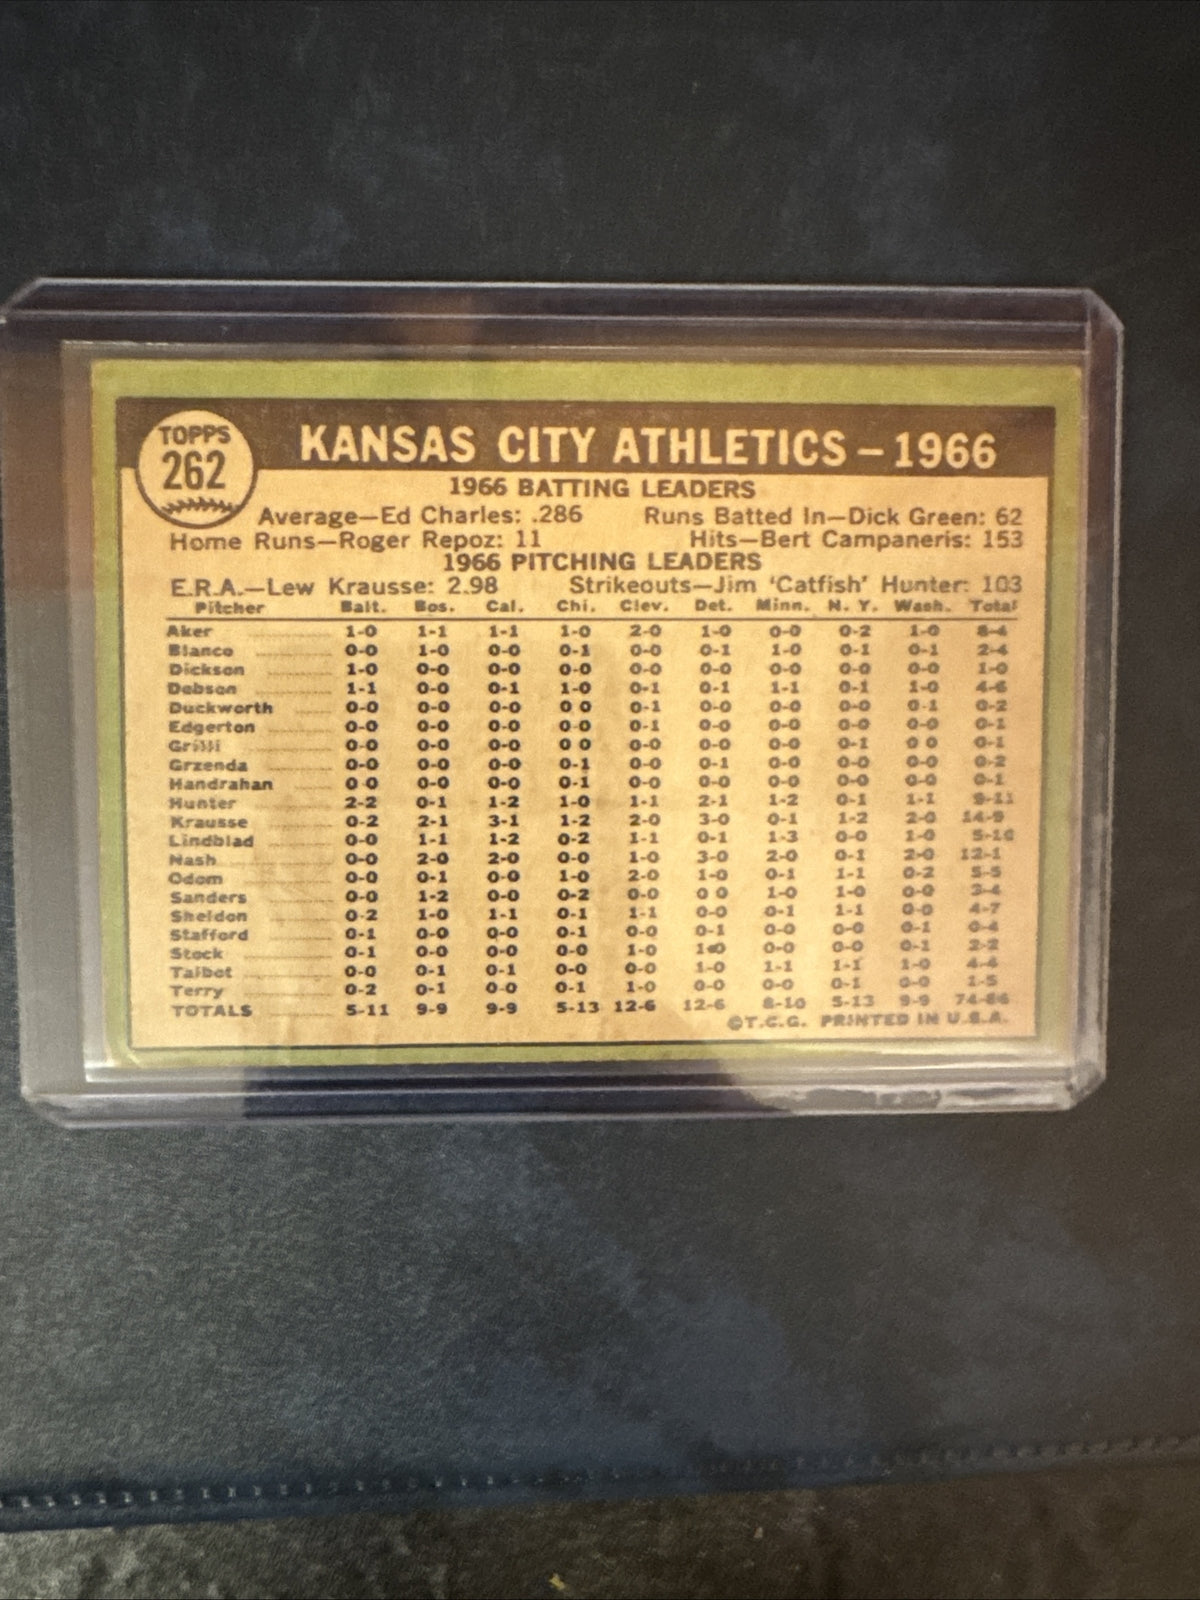 TOPPS
262
KANSAS CITY ATHLETICS – 1966
1966 BATTING LEADERS
Average—Ed Charles: .286 Runs Batted In—Dick Green: 62
Home Runs—Roger Repoz: 11 Hits—Bert Campaneris: 153
1966 PITCHING LEADERS
E.R.A.—Lew Krausse: 2.98 Strikeouts—Jim 'Catfish' Hunter: 103
Pitcher Balt. Bos. Cal. Chi. Clev. Det. Minn. N. Y. Wash. Total
Aker 1-0 1-1 1-1 1-0 2-0 1-0 0-0 0-2 1-0 8-4
Blanco 0-0 1-0 0-0 0-1 0-0 0-1 1-0 0-1 0-1 2-4
Dickson 1-0 0-0 0-0 0-0 0-0 0-0 0-0 0-0 0-0 1-0
Dobson 1-1 0-0 0-1 1-0 0-1 0-1 1-1 0-1 1-0 4-6
Duckworth 0-0 0-0 0-0 0 0 0-1 0-0 0-0 0-0 0-1 0-2
Edgerton 0-0 0-0 0-0 0-0 0-1 0-0 0-0 0-0 0-0 0-1
Grilli 0-0 0-0 0-0 0 0 0-0 0-0 0-0 0-1 0 0 0-1
Grzenda 0-0 0-0 0-0 0-1 0-0 0-1 0-0 0-0 0-0 0-2
Handrahan 0 0 0-0 0-0 0-1 0-0 0-0 0-0 0-0 0-0 0-1
Hunter 2-2 0-1 1-2 1-0 1-1 2-1 1-2 0-1 1-1 9-11
Krausse 0-2 2-1 3-1 1-2 2-0 3-0 0-1 1-2 2-0 14-9
Lindblad 0-0 1-1 1-2 0-2 1-1 0-1 1-3 0-0 1-0 5-10
Nash 0-0 2-0 2-0 0-0 1-0 3-0 2-0 0-1 2-0 12-1
Odom 0-0 0-1 0-0 1-0 2-0 1-0 0-1 1-1 0-2 5-5
Sanders 0-0 1-2 0-0 0-2 0-0 0 0 1-0 1-0 0-0 3-4
Sheldon 0-2 1-0 1-1 0-1 1-1 0-0 0-1 1-1 0-0 4-7
Stafford 0-1 0-0 0-0 0-1 0-0 0-1 0-0 0-0 0-1 0-4
Stock 0-1 0-0 0-0 0-0 1-0 1-0 0-0 0-0 0-1 2-2
Talbot 0-0 0-1 0-1 0-0 0-0 1-0 1-1 1-1 1-0 4-4
Terry 0-2 0-1 0-0 0-1 1-0 0-0 0-0 0-1 0-0 1-5
TOTALS 5-11 9-9 9-9 5-13 12-6 12-6 8-10 5-13 9-9 74-86
©T.C.G. PRINTED IN U.S.A.